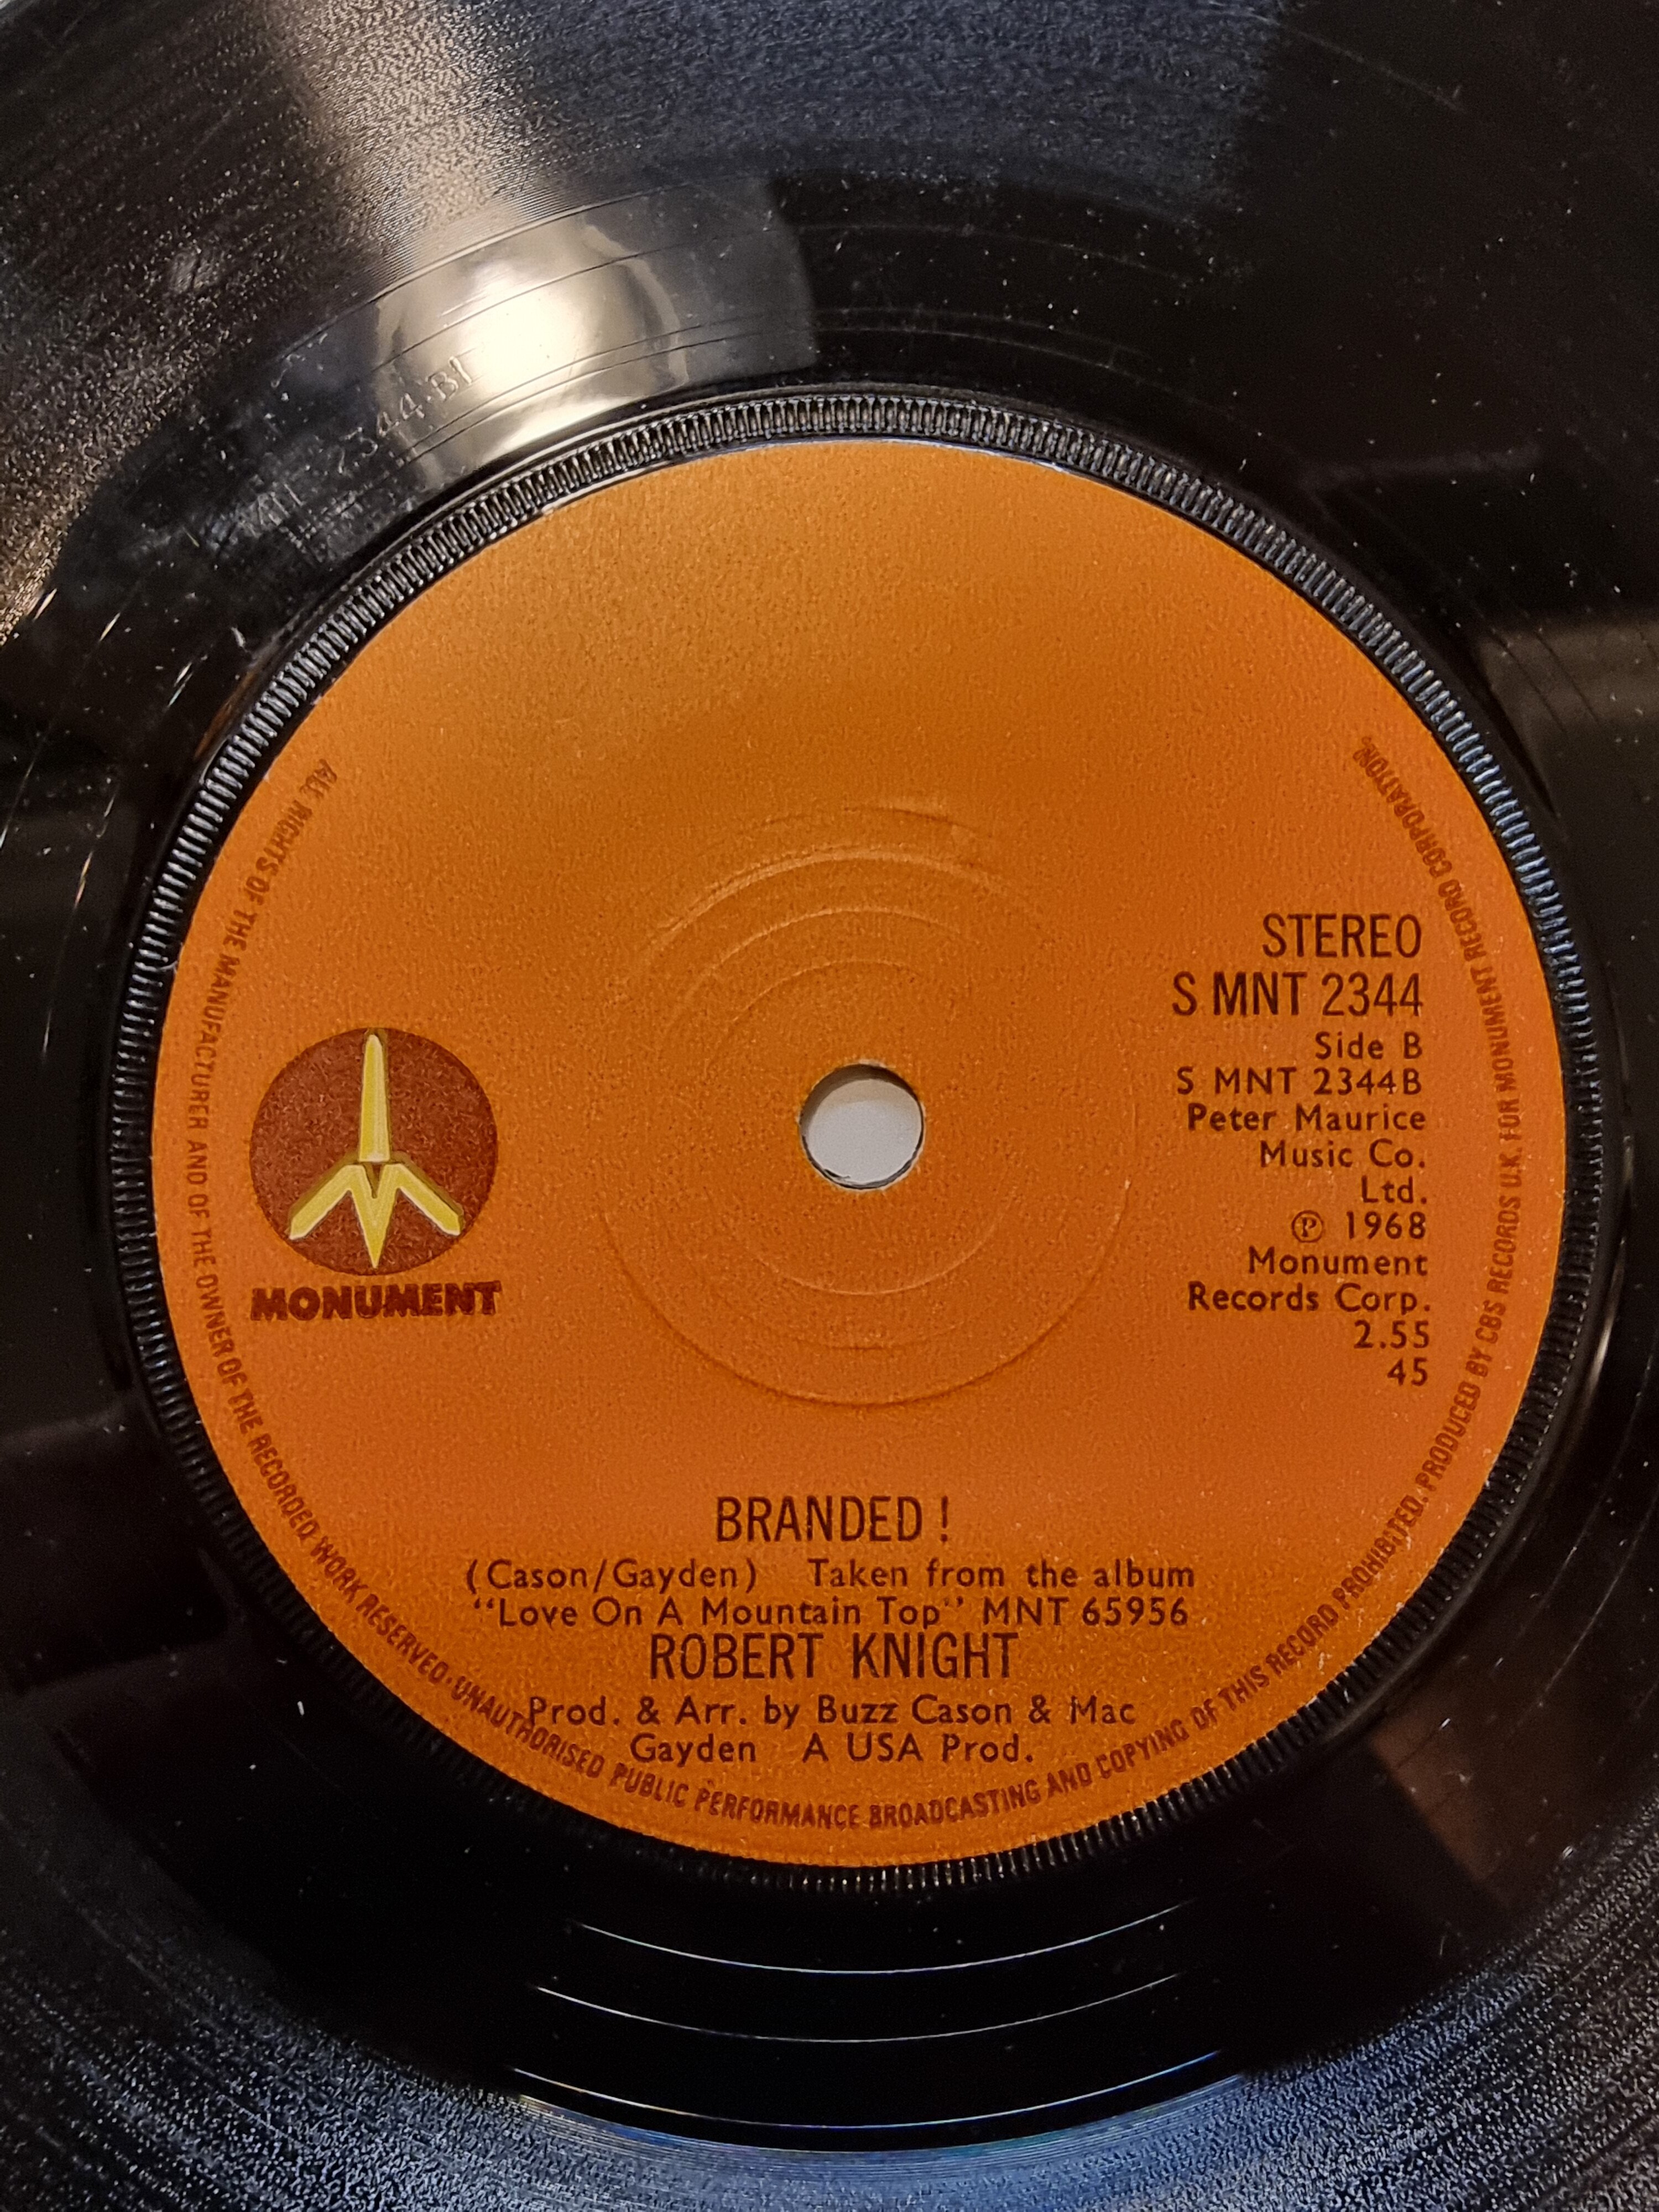 MNT 2344·B1
STEREO
S MNT 2344
Side B
S MNT 2344B
Peter Maurice
Music Co.
Ltd.
Ⓟ 1968
Monument
Records Corp.
2.55
45
MONUMENT
BRANDED !
(Cason/Gayden) Taken from the album
“Love On A Mountain Top” MNT 65956
ROBERT KNIGHT
Prod. & Arr. by Buzz Cason & Mac
Gayden A USA Prod.
ALL RIGHTS OF THE MANUFACTURER AND OF THE OWNER OF THE RECORDED WORK RESERVED · UNAUTHORISED PUBLIC PERFORMANCE BROADCASTING AND COPYING OF THIS RECORD PROHIBITED. PRODUCED BY CBS RECORDS U.K. FOR MONUMENT RECORD CORPORATION.